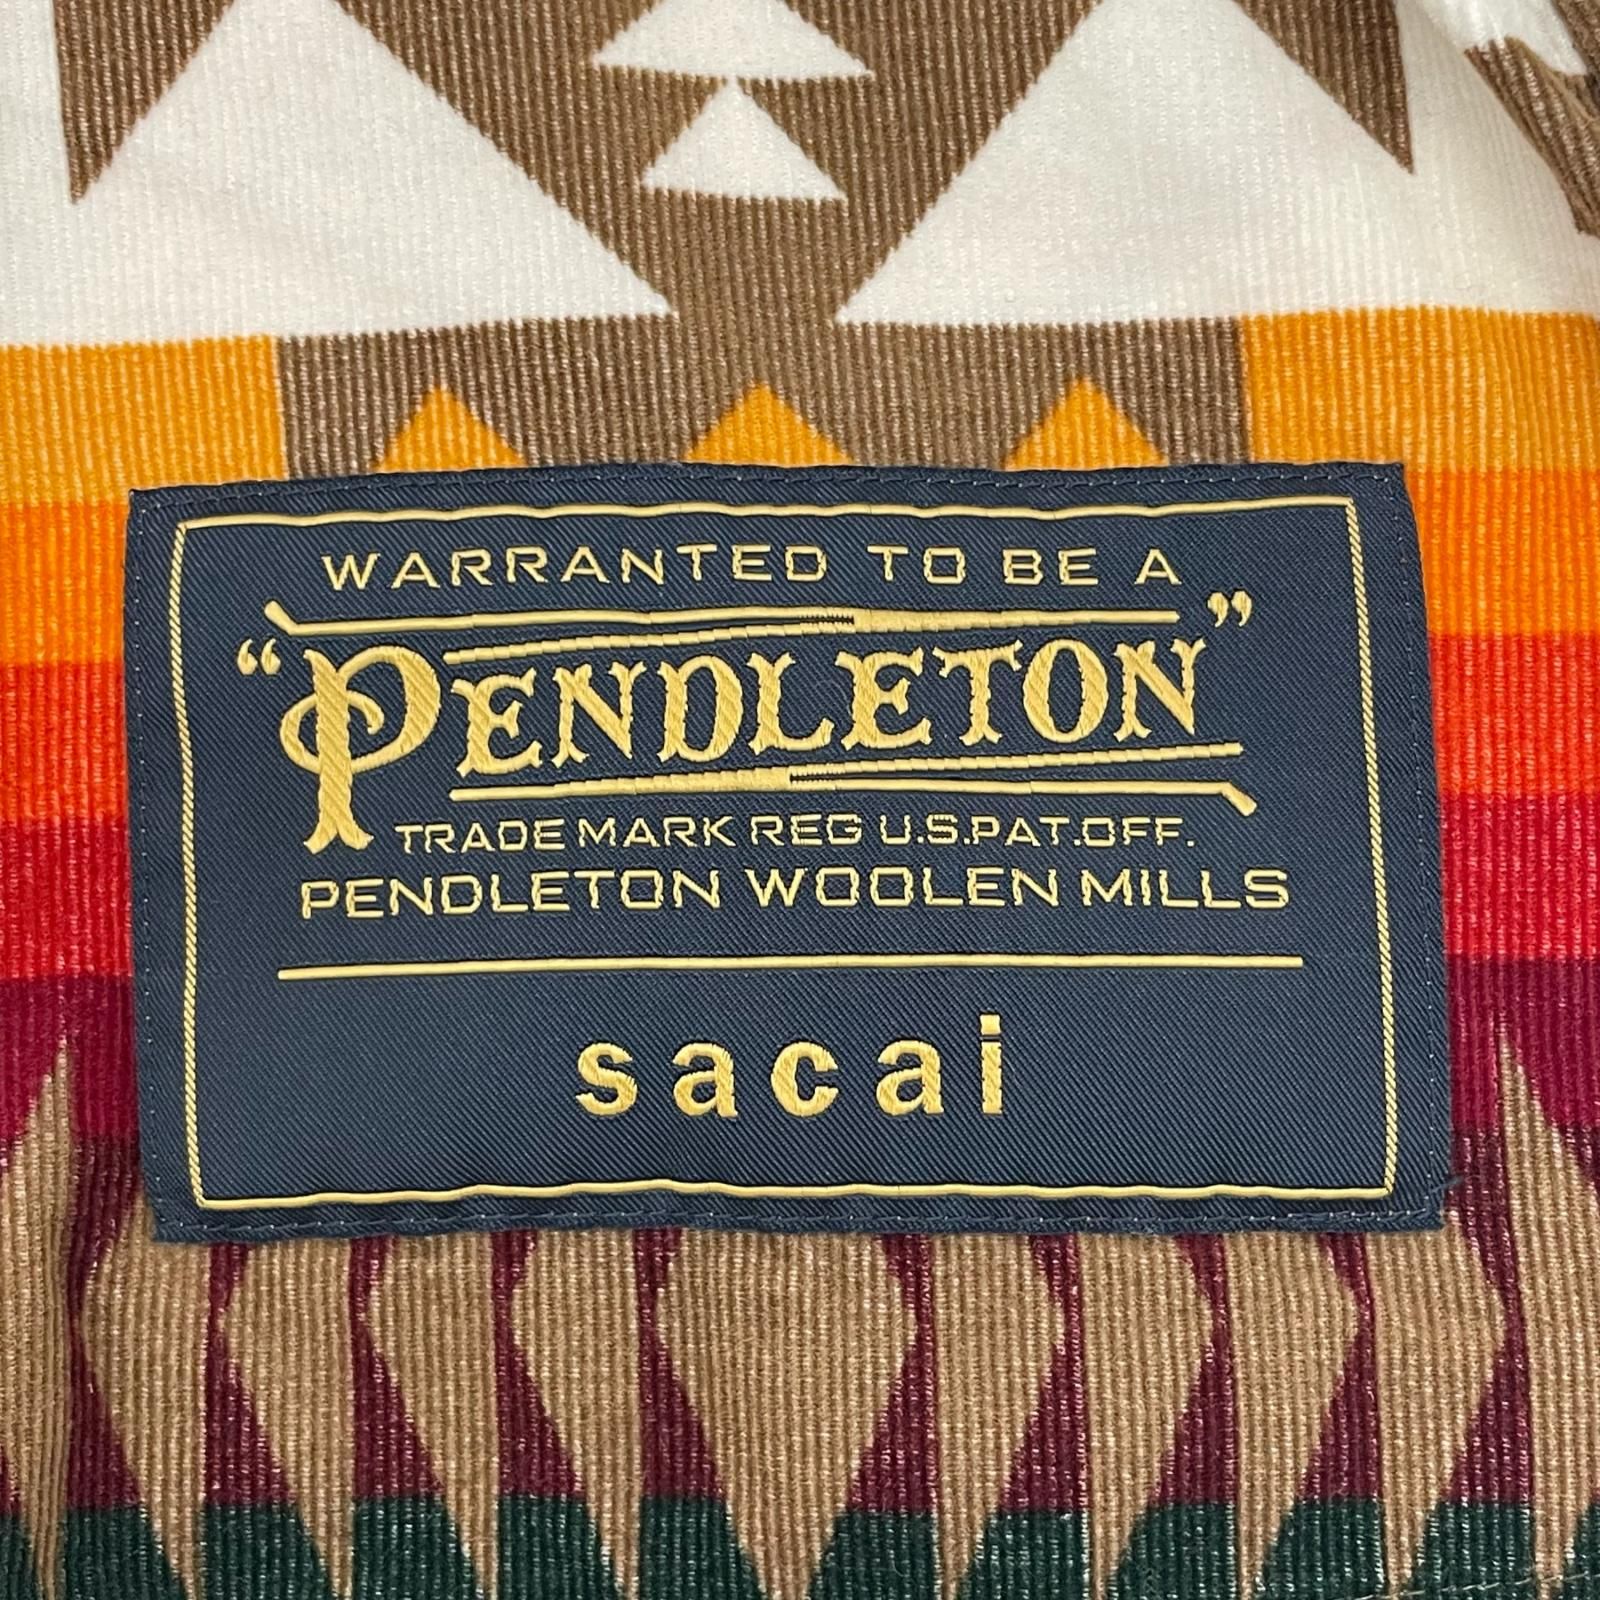 WARRANTED TO BE A
“PENDLETON”
TRADE MARK REG U.S.PAT.OFF.
PENDLETON WOOLEN MILLS
sacai